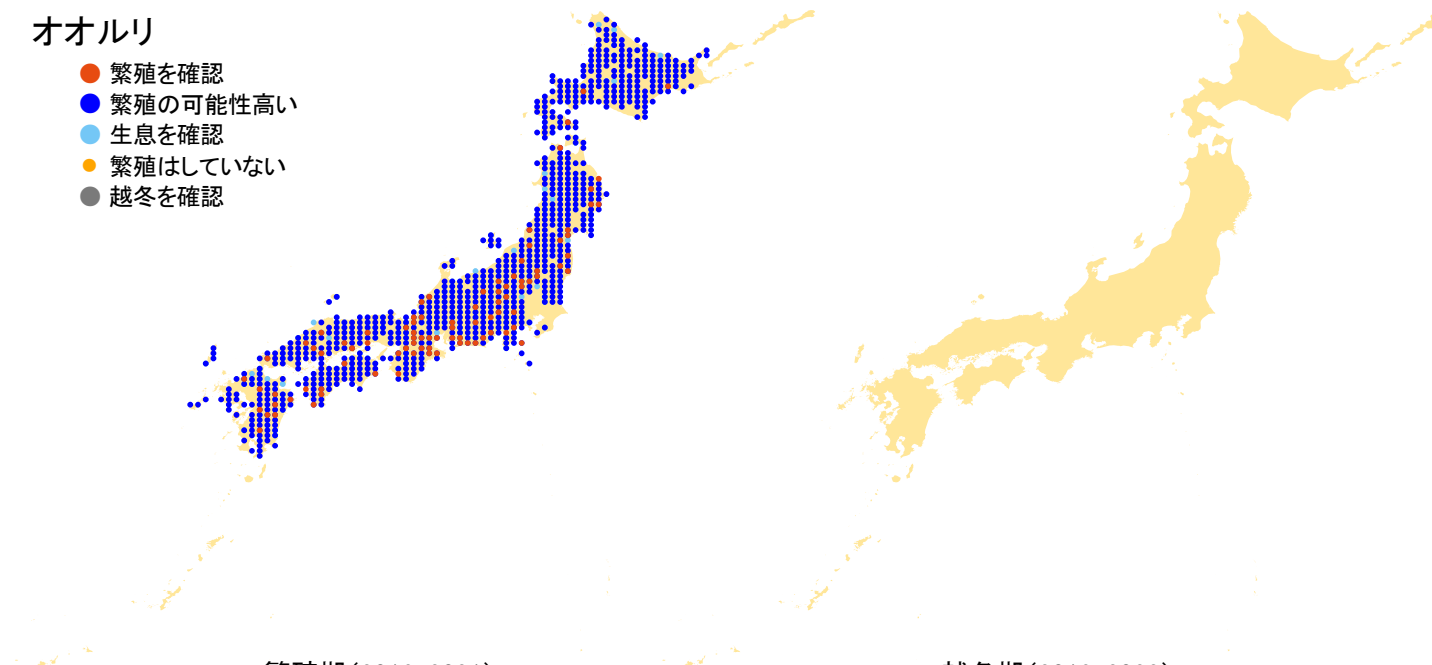 オオルリ
繁殖を確認
繁殖の可能性高い
生息を確認
繁殖はしていない
越冬を確認